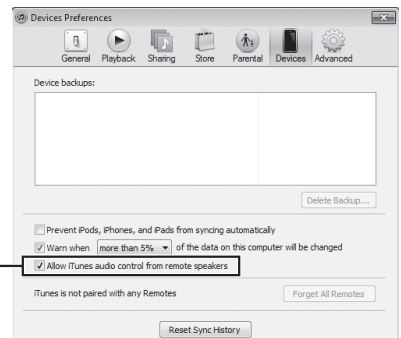 Devices Preferences
General Playback Sharing Store Parental Devices Advanced
Device backups:
Delete Backup...
Prevent iPods, iPhones, and iPads from syncing automatically
Warn when more than 5% of the data on this computer will be changed
Allow iTunes audio control from remote speakers
iTunes is not paired with any Remotes
Forget All Remotes
Reset Sync History